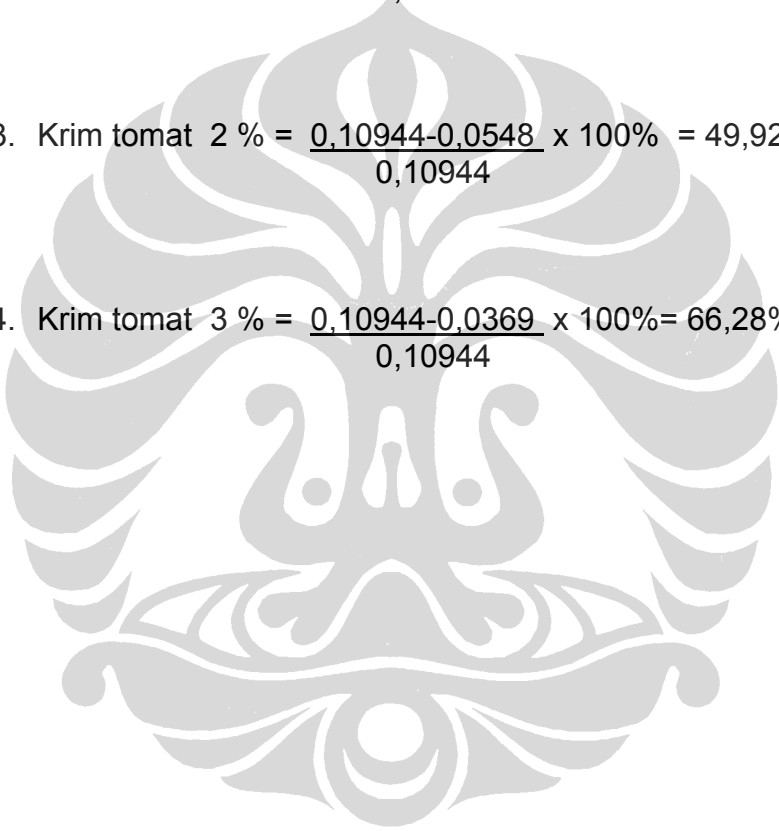 3. Krim tomat 2 % = 0,10944-0,0548 x 100% = 49,92
0,10944
4. Krim tomat 3 % = 0,10944-0,0369 x 100%= 66,28%
0,10944